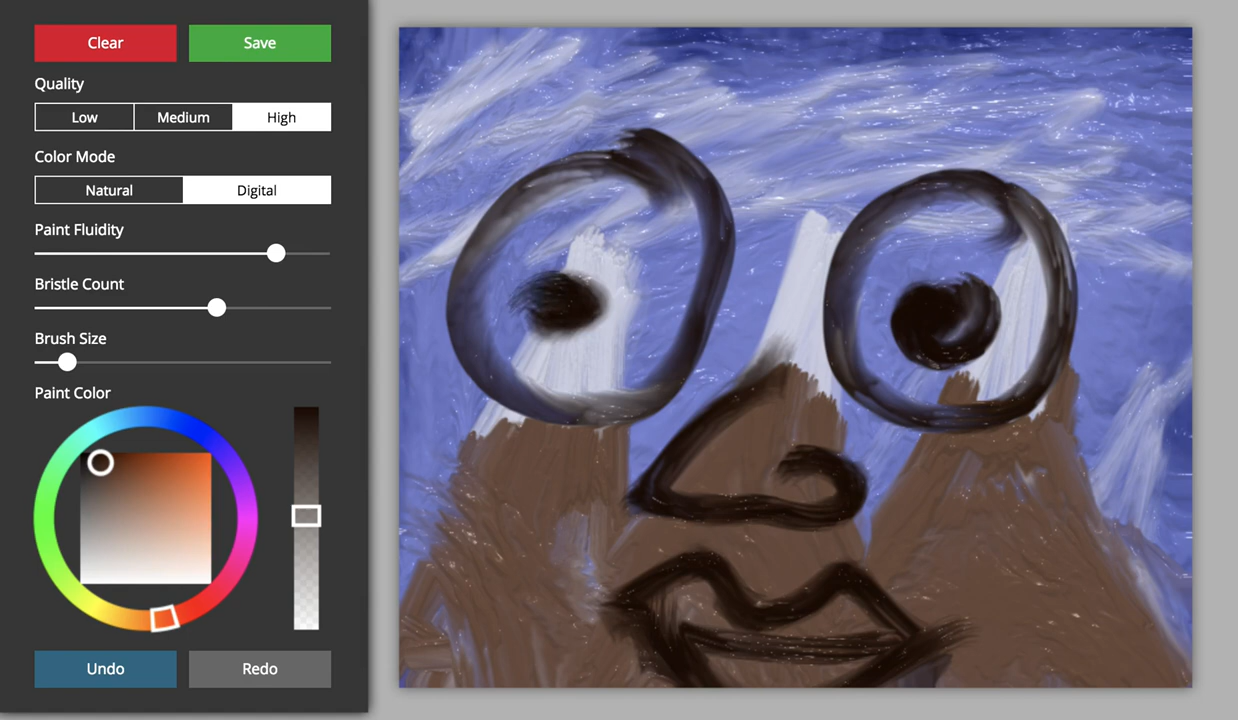 Clear Save
Quality
Low Medium High
Color Mode
Natural Digital
Paint Fluidity
Bristle Count
Brush Size
Paint Color
Undo Redo